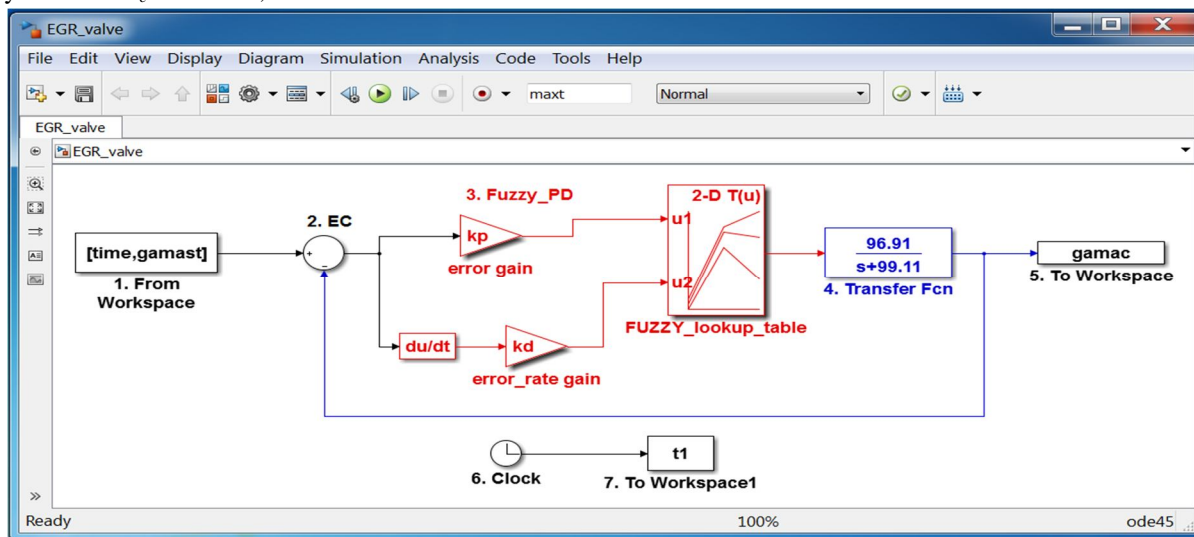 EGR_valve
File Edit View Display Diagram Simulation Analysis Code Tools Help
maxt Normal
EGR_valve
EGR_valve
3. Fuzzy_PD
2-D T(u)
2. EC
u1
kp
[time,gamast]
error gain
96.91
s+99.11
gamac
1. From
Workspace
u2
4. Transfer Fcn
5. To Workspace
FUZZY_lookup_table
du/dt
kd
error_rate gain
t1
6. Clock
7. To Workspace1
Ready 100% ode45